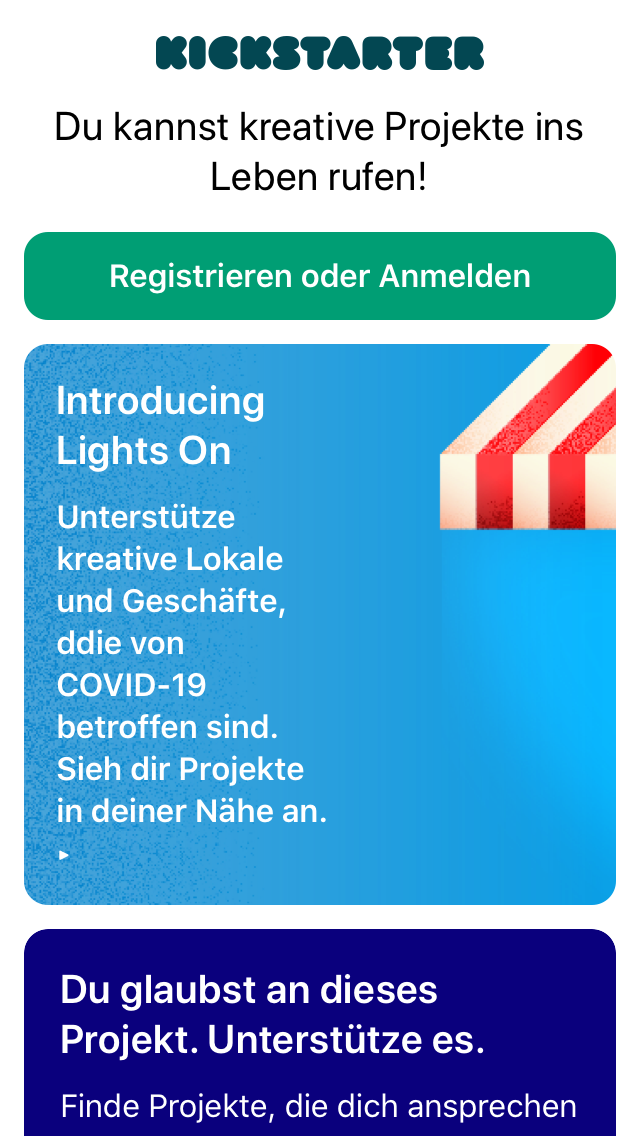 KICKSTARTER
Du kannst kreative Projekte ins
Leben rufen!
Registrieren oder Anmelden
Introducing
Lights On
Unterstütze
kreative Lokale
und Geschäfte,
ddie von
COVID-19
betroffen sind.
Sieh dir Projekte
in deiner Nähe an.
▸
Du glaubst an dieses
Projekt. Unterstütze es.
Finde Projekte, die dich ansprechen